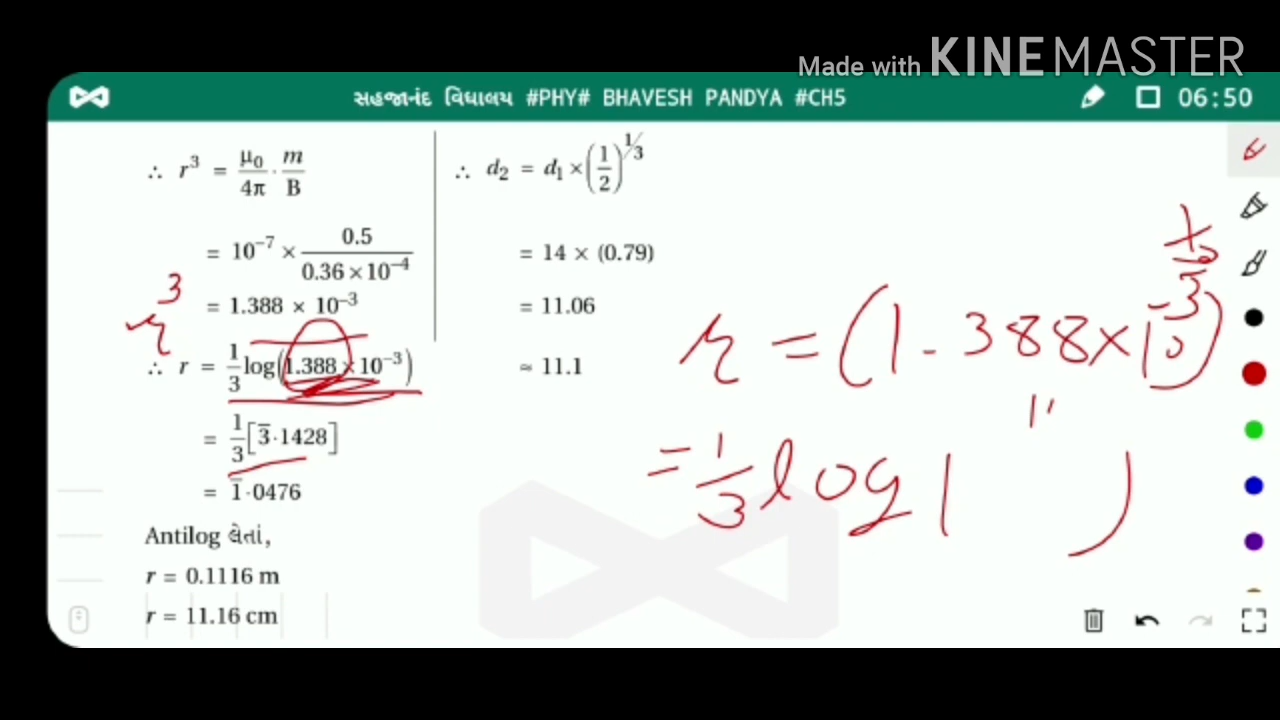 Made with KINEMASTER
સહજાનંદ વિધાલય #PHY# BHAVESH PANDYA #CH5
06:50
∴ r³ = μ₀/4π · m/B
= 10⁻⁷ × 0.5/0.36×10⁻⁴
= 1.388 × 10⁻³
r³
∴ r = 1/3 log(1.388×10⁻³)
= 1/3[3̅·1428]
= 1̅·0476
Antilog લેતાં,
r = 0.1116 m
r = 11.16 cm
∴ d₂ = d₁×(1/2)^1/3
= 14 × (0.79)
= 11.06
≈ 11.1
r = (1.388×10⁻³)
= 1/3 log( )